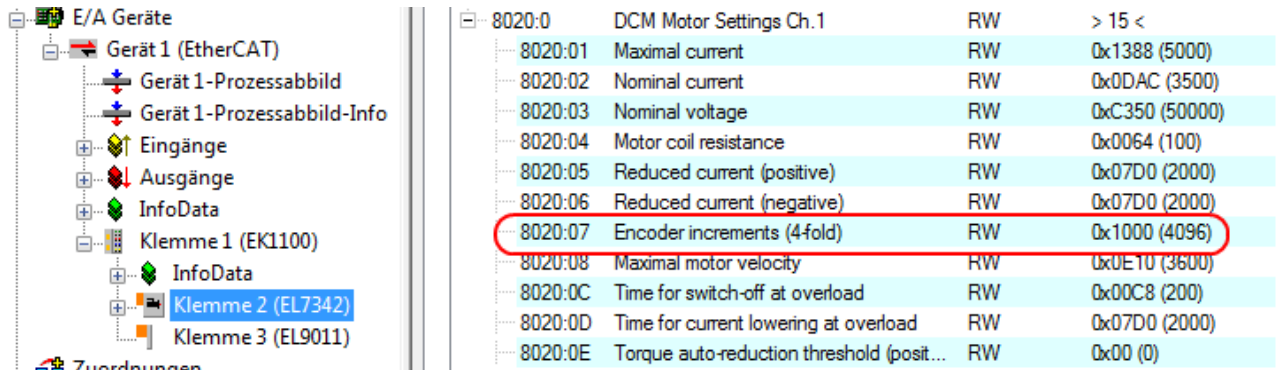 E/A Geräte
Gerät 1 (EtherCAT)
Gerät 1-Prozessabbild
Gerät 1-Prozessabbild-Info
Eingänge
Ausgänge
InfoData
Klemme 1 (EK1100)
InfoData
Klemme 2 (EL7342)
Klemme 3 (EL9011)
Zuordnungen
8020:0 DCM Motor Settings Ch.1 RW > 15 <
8020:01 Maximal current RW 0x1388 (5000)
8020:02 Nominal current RW 0x0DAC (3500)
8020:03 Nominal voltage RW 0xC350 (50000)
8020:04 Motor coil resistance RW 0x0064 (100)
8020:05 Reduced current (positive) RW 0x07D0 (2000)
8020:06 Reduced current (negative) RW 0x07D0 (2000)
8020:07 Encoder increments (4-fold) RW 0x1000 (4096)
8020:08 Maximal motor velocity RW 0x0E10 (3600)
8020:0C Time for switch-off at overload RW 0x00C8 (200)
8020:0D Time for current lowering at overload RW 0x07D0 (2000)
8020:0E Torque auto-reduction threshold (posit... RW 0x00 (0)